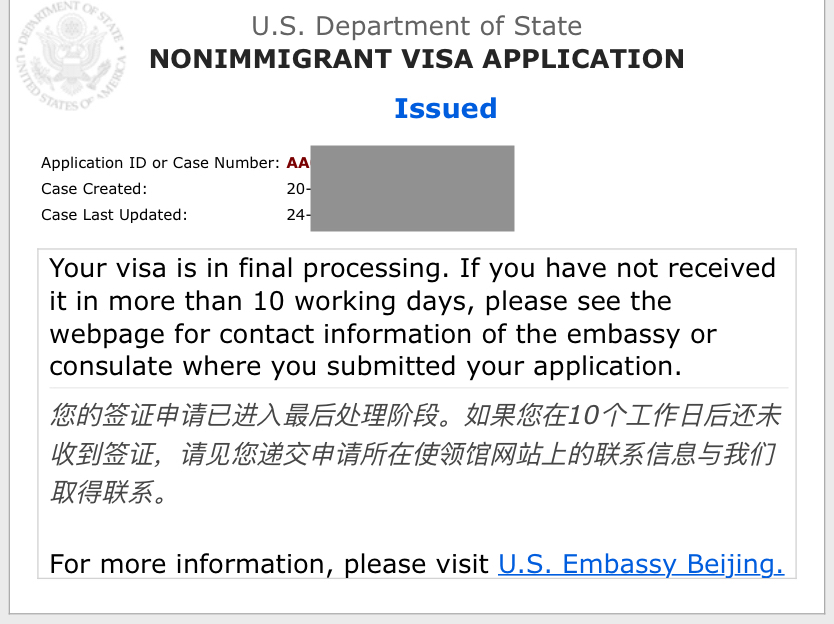 DEPARTMENT OF STATE
UNITED STATES OF AMERICA
U.S. Department of State
NONIMMIGRANT VISA APPLICATION
Issued
Application ID or Case Number: AA
Case Created: 20-
Case Last Updated: 24-
Your visa is in final processing. If you have not received
it in more than 10 working days, please see the
webpage for contact information of the embassy or
consulate where you submitted your application.
您的签证申请已进入最后处理阶段。如果您在10个工作日后还未
收到签证，请见您递交申请所在使领馆网站上的联系信息与我们
取得联系。
For more information, please visit U.S. Embassy Beijing.